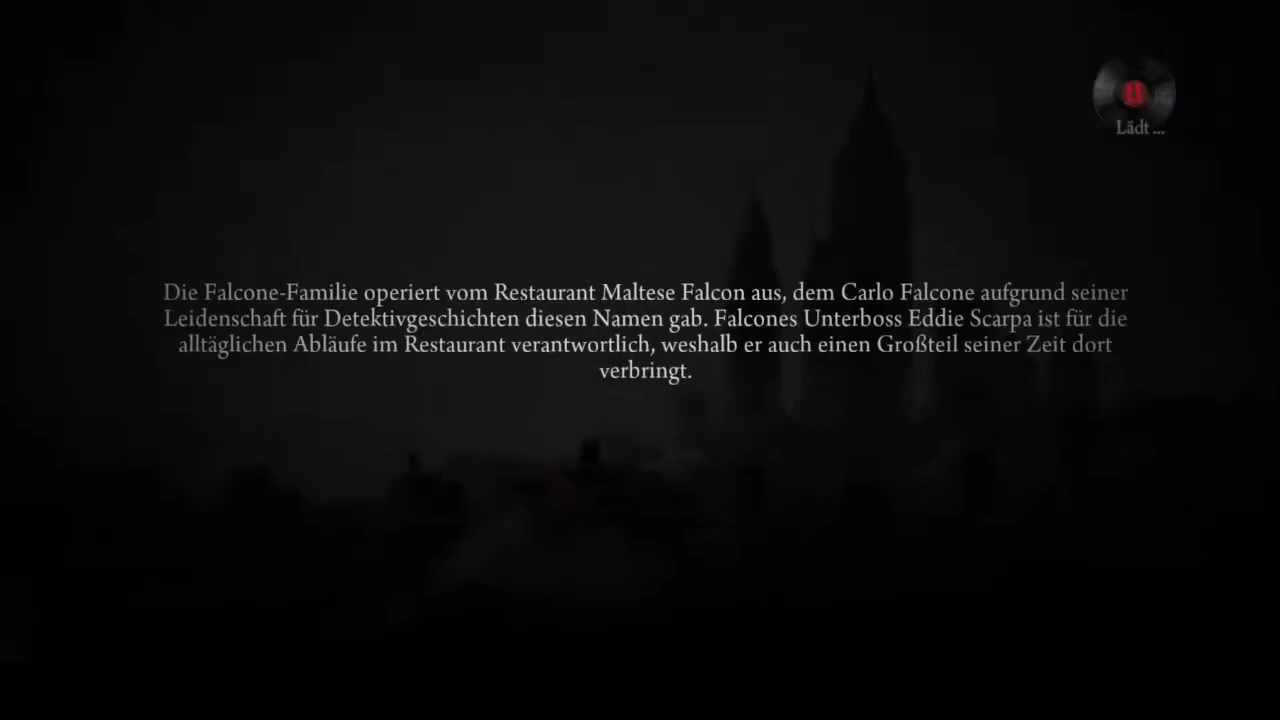 Lädt ...
Die Falcone-Familie operiert vom Restaurant Maltese Falcon aus, dem Carlo Falcone aufgrund seiner
Leidenschaft für Detektivgeschichten diesen Namen gab. Falcones Unterboss Eddie Scarpa ist für die
alltäglichen Abläufe im Restaurant verantwortlich, weshalb er auch einen Großteil seiner Zeit dort
verbringt.